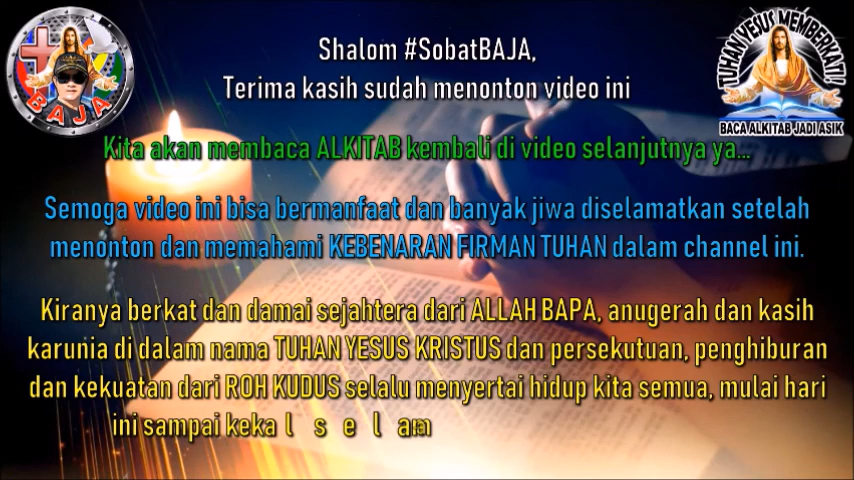 Shalom #SobatBAJA,
Terima kasih sudah menonton video ini
Kita akan membaca ALKITAB kembali di video selanjutnya ya...
Semoga video ini bisa bermanfaat dan banyak jiwa diselamatkan setelah
menonton dan memahami KEBENARAN FIRMAN TUHAN dalam channel ini.
Kiranya berkat dan damai sejahtera dari ALLAH BAPA, anugerah dan kasih
karunia di dalam nama TUHAN YESUS KRISTUS dan persekutuan, penghiburan
dan kekuatan dari ROH KUDUS selalu menyertai hidup kita semua, mulai hari
ini sampai keka l s e l am
BAJA
TUHAN YESUS MEMBERKATI
BACA ALKITAB JADI ASIK